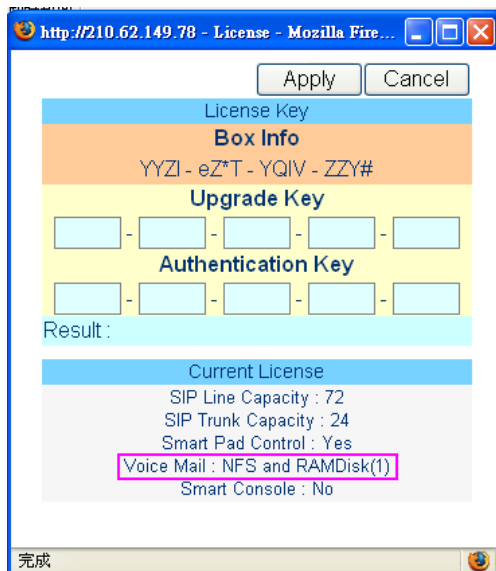 http://210.62.149.78 - License - Mozilla Fire...
Apply Cancel
License Key
Box Info
YYZI - eZ*T - YQIV - ZZY#
Upgrade Key
- - - -
Authentication Key
- - - -
Result :
Current License
SIP Line Capacity : 72
SIP Trunk Capacity : 24
Smart Pad Control : Yes
Voice Mail : NFS and RAMDisk(1)
Smart Console : No
完成